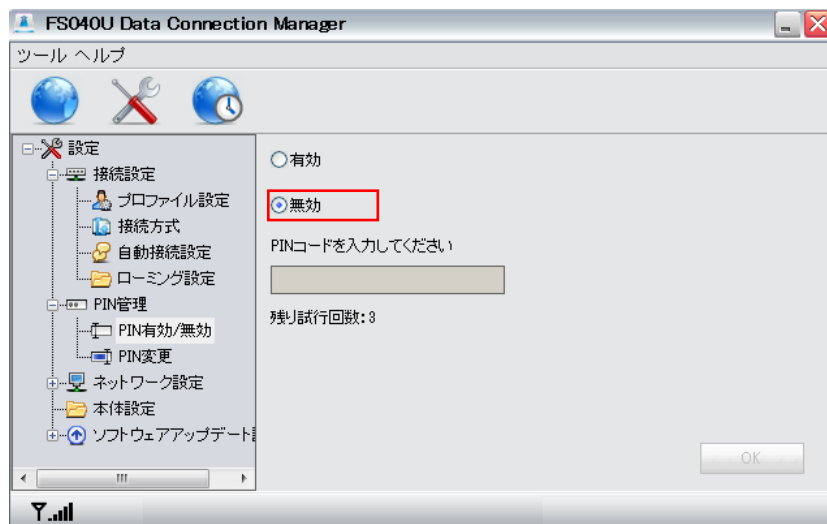 FS040U Data Connection Manager
ツール ヘルプ
設定
接続設定
プロファイル設定
接続方式
自動接続設定
ローミング設定
PIN管理
PIN有効/無効
PIN変更
ネットワーク設定
本体設定
ソフトウェアアップデート
有効
無効
PINコードを入力してください
残り試行回数:3
OK